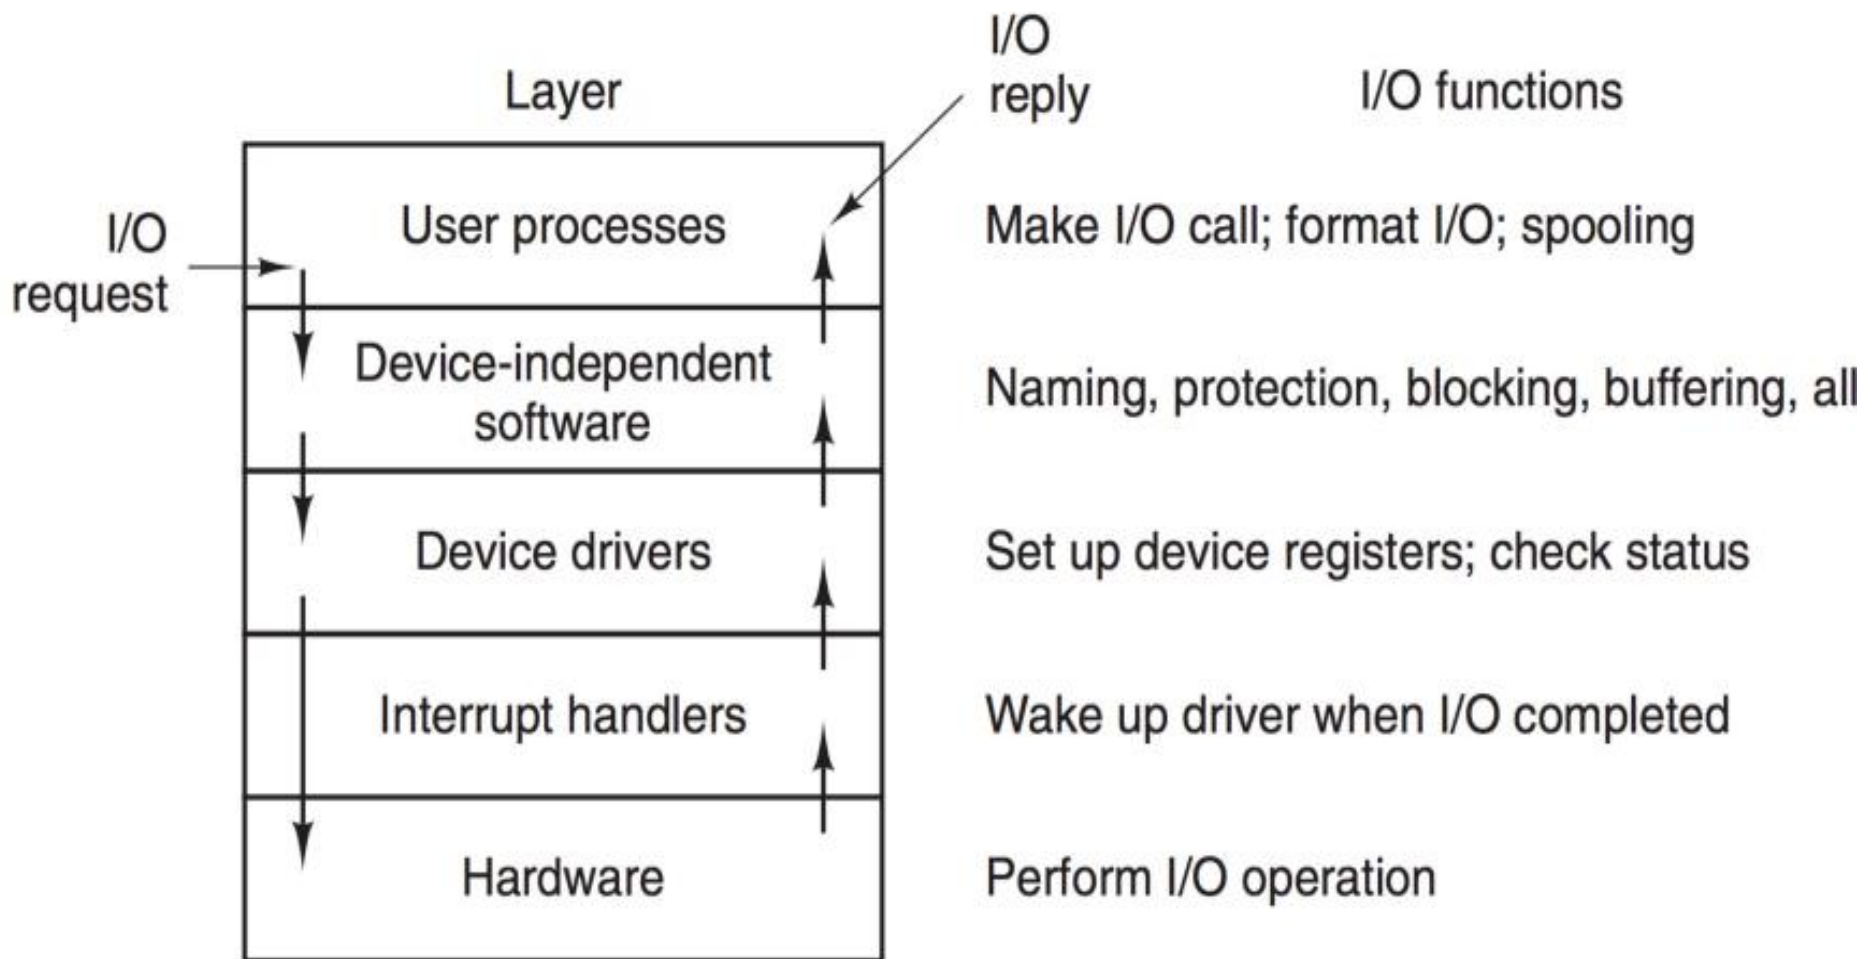 Layer
I/O
reply
I/O functions
I/O
request
User processes
Make I/O call; format I/O; spooling
Device-independent
software
Naming, protection, blocking, buffering, all
Device drivers
Set up device registers; check status
Interrupt handlers
Wake up driver when I/O completed
Hardware
Perform I/O operation